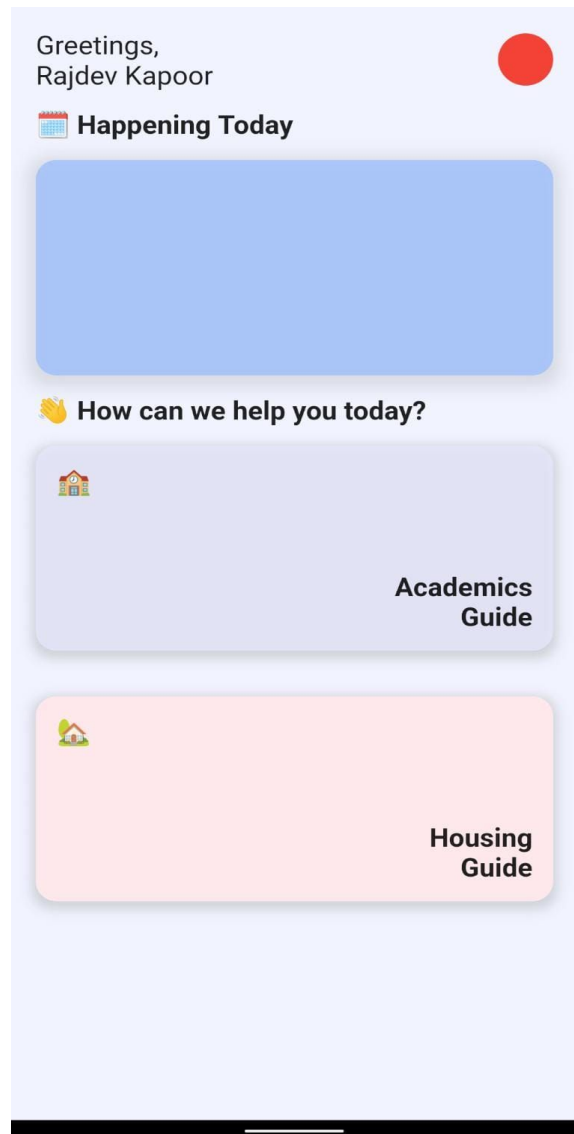 Greetings,
Rajdev Kapoor
🗓️ Happening Today
👋 How can we help you today?
Academics
Guide
Housing
Guide